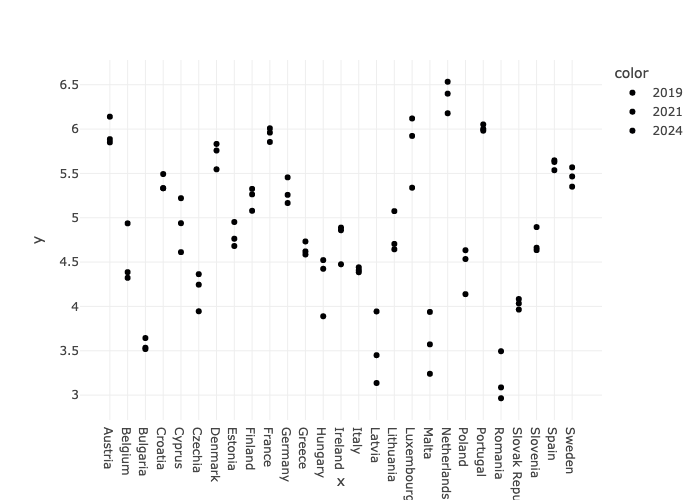 color
2019
2021
2024
6.5
6
5.5
5
4.5
4
3.5
3
y
Austria
Belgium
Bulgaria
Croatia
Cyprus
Czechia
Denmark
Estonia
Finland
France
Germany
Greece
Hungary
Ireland
Italy
Latvia
Lithuania
Luxembourg
Malta
Netherlands
Poland
Portugal
Romania
Slovak Repu
Slovenia
Spain
Sweden
x